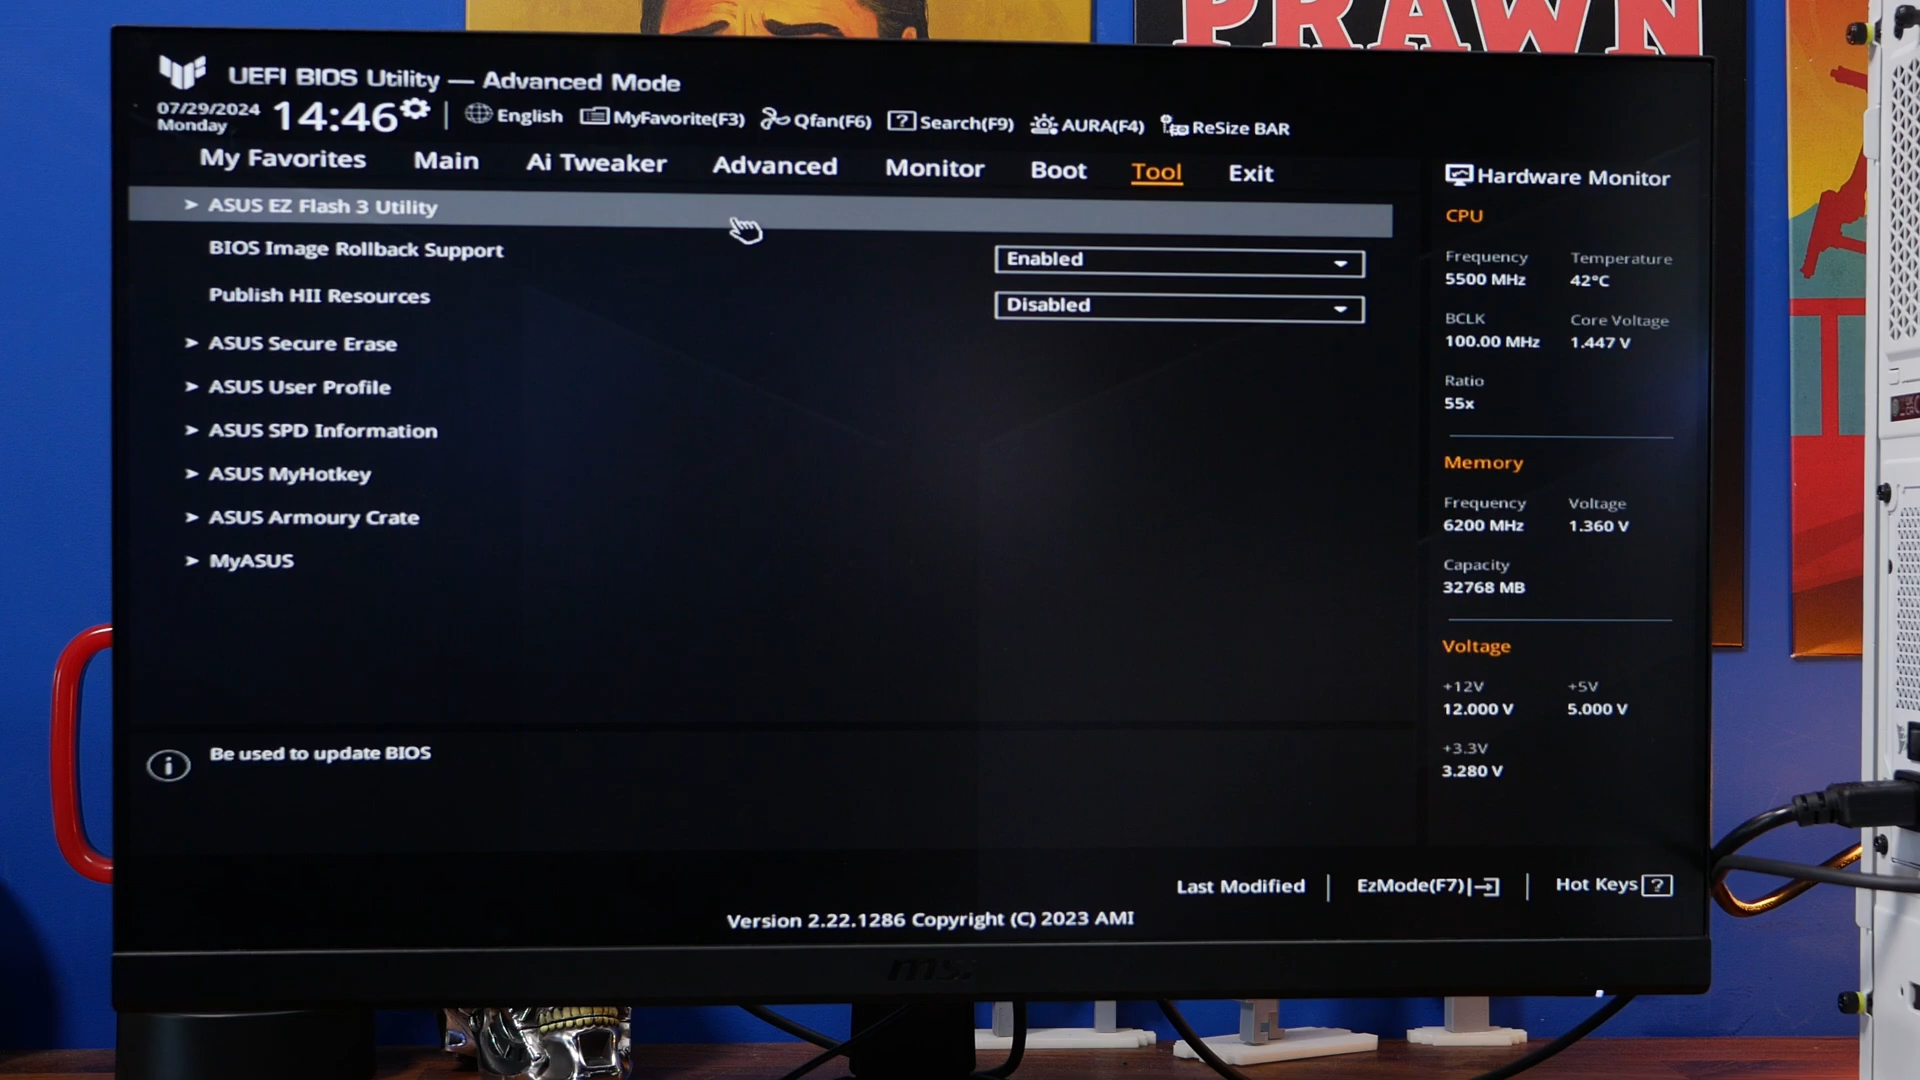 PRAWN
UEFI BIOS Utility — Advanced Mode
07/29/2024
Monday
14:46
English
MyFavorite(F3)
Qfan(F6)
? Search(F9)
AURA(F4)
ReSize BAR
My Favorites
Main
Ai Tweaker
Advanced
Monitor
Boot
Tool
Exit
> ASUS EZ Flash 3 Utility
BIOS Image Rollback Support
Enabled
Publish HII Resources
Disabled
> ASUS Secure Erase
> ASUS User Profile
> ASUS SPD Information
> ASUS MyHotkey
> ASUS Armoury Crate
> MyASUS
i Be used to update BIOS
Hardware Monitor
CPU
Frequency Temperature
5500 MHz 42°C
BCLK Core Voltage
100.00 MHz 1.447 V
Ratio
55x
Memory
Frequency Voltage
6200 MHz 1.360 V
Capacity
32768 MB
Voltage
+12V +5V
12.000 V 5.000 V
+3.3V
3.280 V
Last Modified
EzMode(F7)
Hot Keys ?
Version 2.22.1286 Copyright (C) 2023 AMI
msi